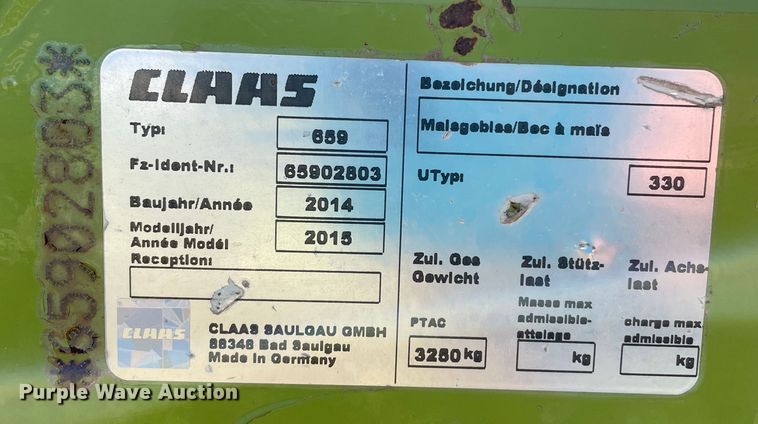 *65902803*
CLAAS
Typ: 659
Fz-Ident-Nr.: 65902803
Baujahr/Année 2014
Modelljahr/
Année Modél 2015
Reception:
CLAAS
CLAAS SAULGAU GMBH
88348 Bad Saulgau
Made in Germany
Bezeichung/Désignation
Maisgebiss/Bec à maïs
UTyp: 330
Zul. Ges Gewicht
PTAC
3250 kg
Zul. Stütz-
last
Masse max
admissible-
attelage
kg
Zul. Achs-
last
charge max
admissible
kg
Purple Wave Auction